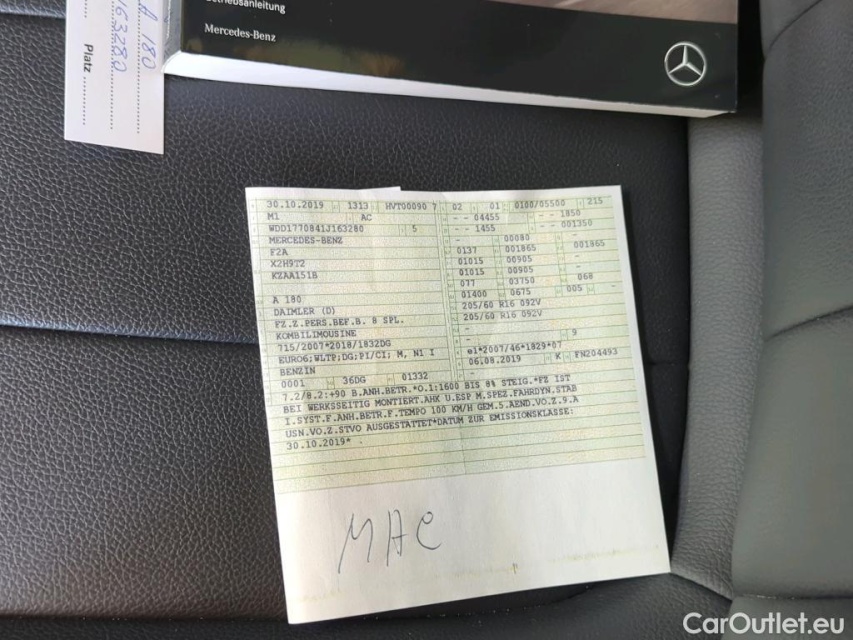 Betriebsanleitung
Mercedes-Benz
A 180
163280
Platz
30.10.2019 1313 HVT00090 7 02 01 0100/05500 215
M1 AC -- 04455 - 1850
WDD1770841J163280 5 -- 1455 -- 001350
MERCEDES-BENZ - 00080 -
F2A 0137 001865 001865
X2H9T2 01015 00905 -
KZAA151B 01015 00905 -
077 03750 068
A 180 01400 0675 005 -
DAIMLER (D) 205/60 R16 092V
FZ.Z.PERS.BEF.B. 8 SPL. 205/60 R16 092V
KOMBILIMOUSINE -
715/2007*2018/1832DG - 9
EURO6;WLTP;DG;PI/CI; M, N1 I e1*2007/46*1829*07
BENZIN 06.08.2019 K FN204493
0001 36DG 01332
7.2/8.2:+90 B.ANH.BETR.*O.1:1600 BIS 8% STEIG.*FZ IST
BEI WERKSSEITIG MONTIERT.AHK U.ESP M.SPEZ.FAHRDYN.STAB
I.SYST.F.ANH.BETR.F.TEMPO 100 KM/H GEM.5.AEND.VO.Z.9.A
USN.VO.Z.STVO AUSGESTATTET*DATUM ZUR EMISSIONSKLASSE:
30.10.2019*
MAC
CarOutlet.eu